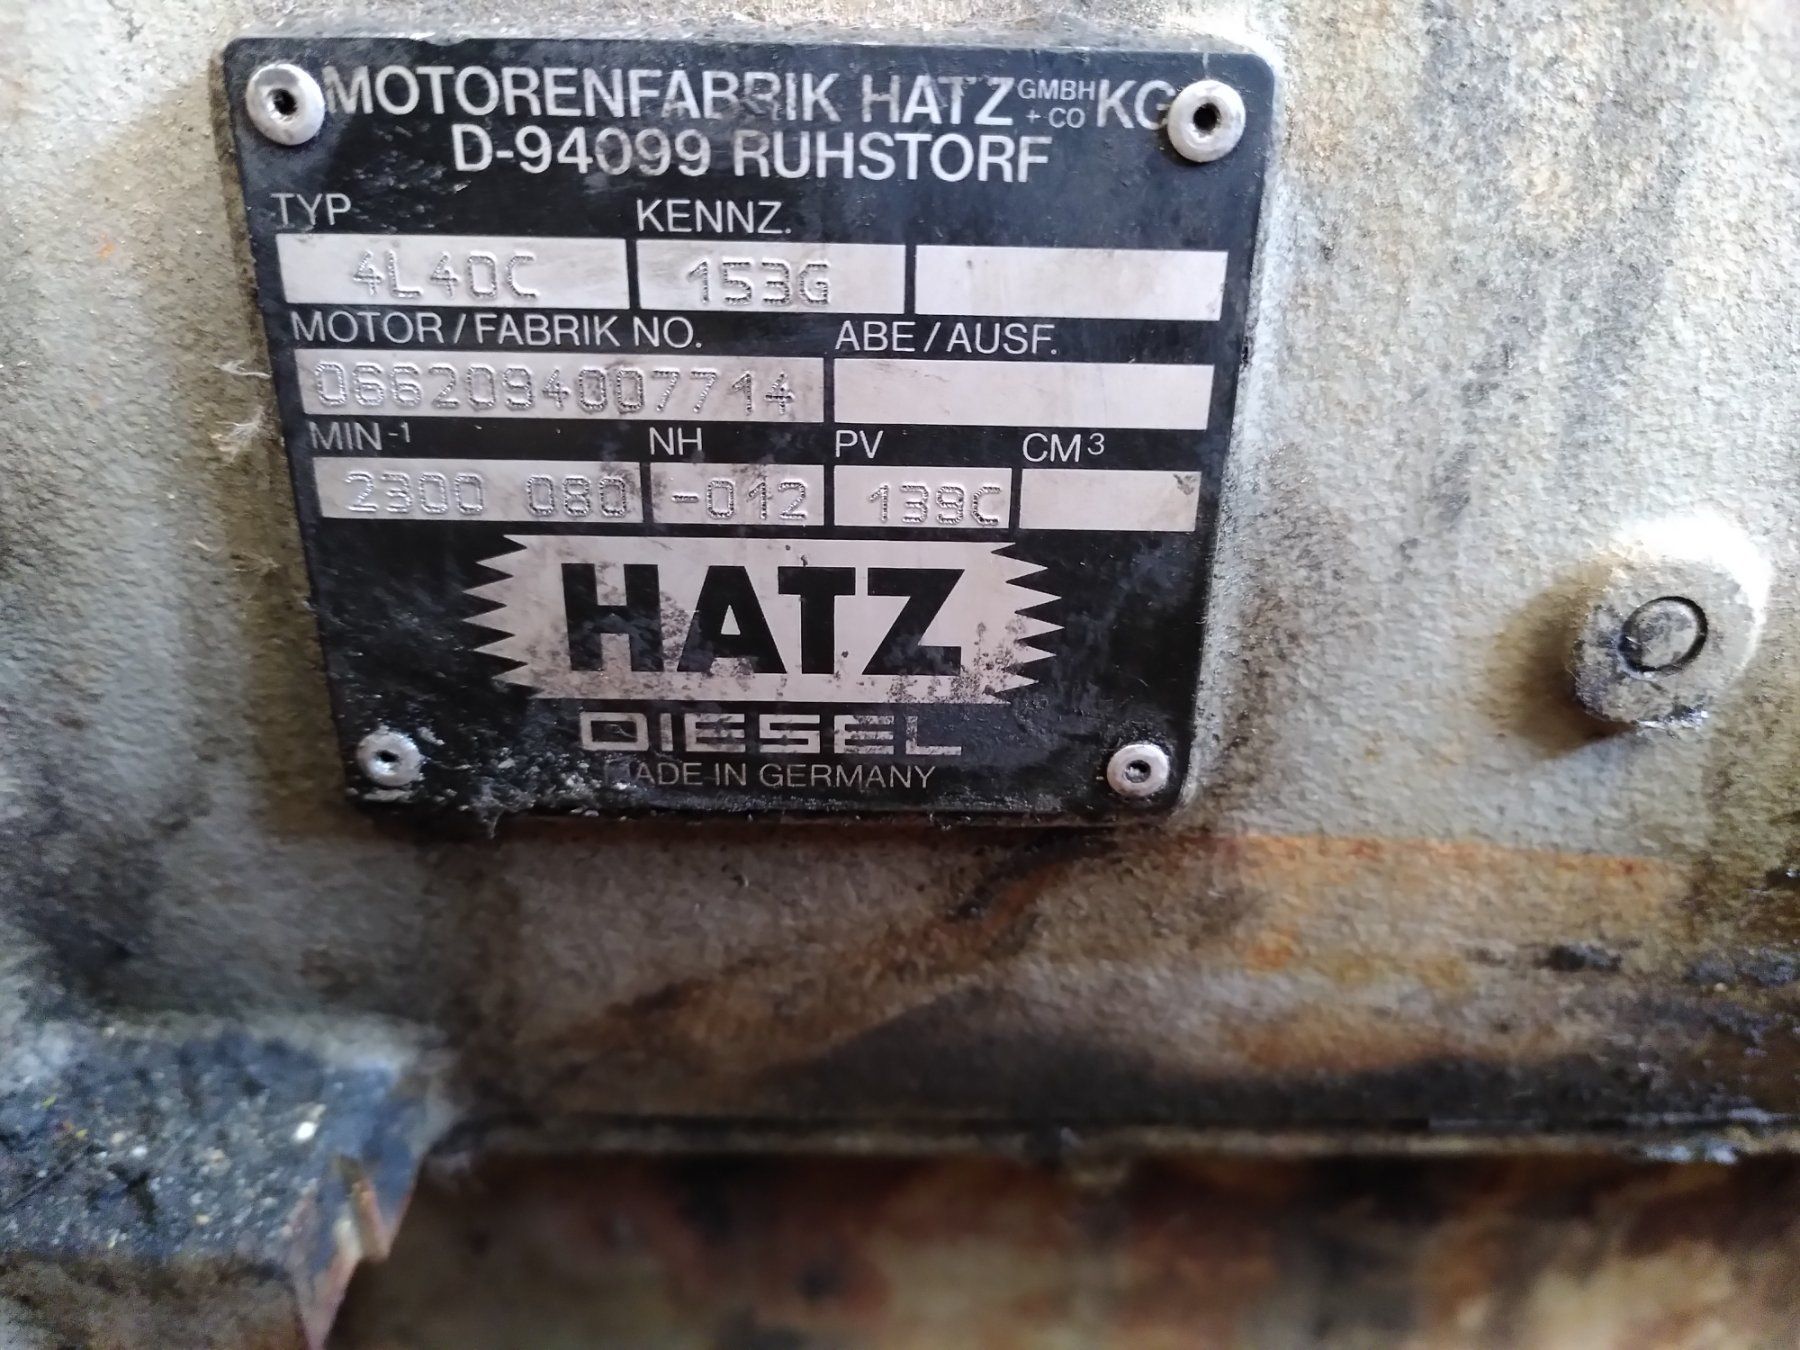 MOTORENFABRIK HATZ GMBH + CO KG
D-94099 RUHSTORF
TYP KENNZ.
4L40C 153G
MOTOR/FABRIK NO. ABE/AUSF.
0662094007714
MIN-1 NH PV CM3
2300 080 -012 139C
HATZ
DIESEL
MADE IN GERMANY